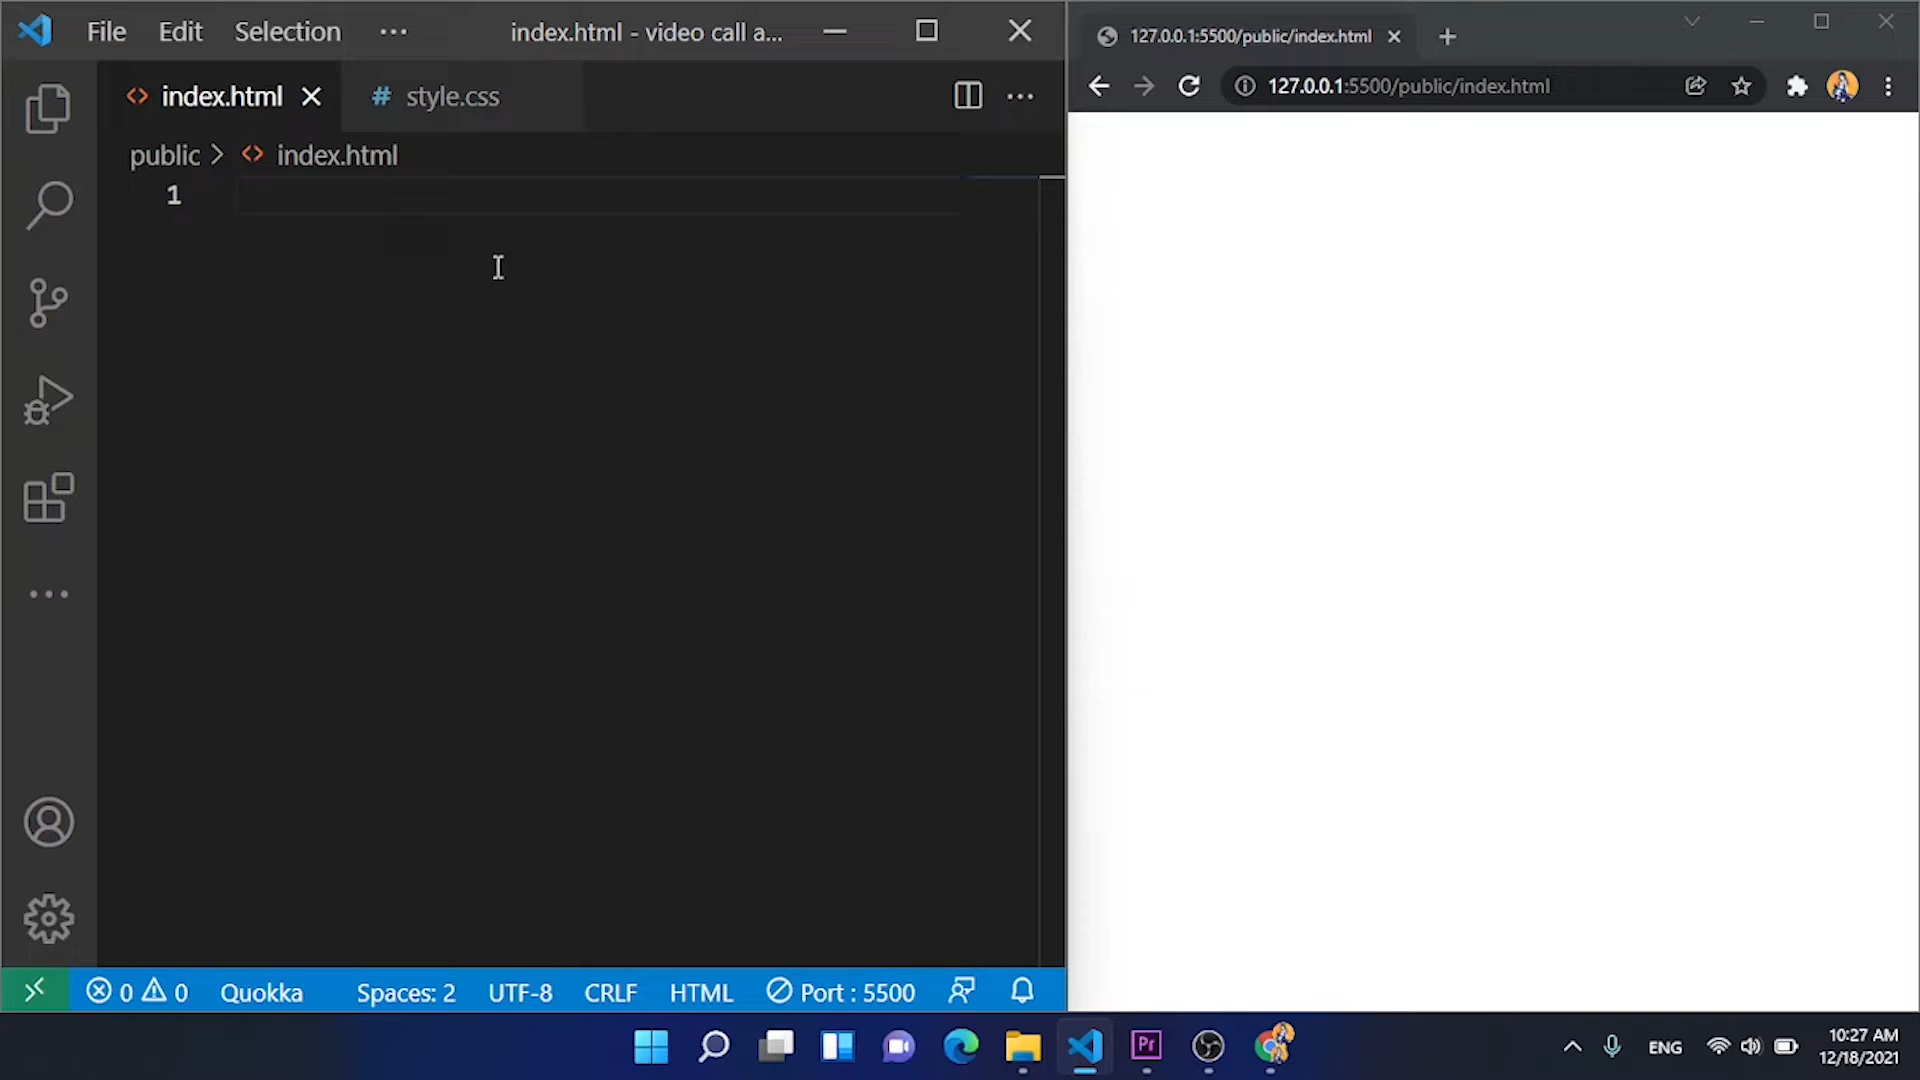 File Edit Selection ··· index.html - video call a...
index.html style.css
public > index.html
1
0 0 Quokka Spaces: 2 UTF-8 CRLF HTML Port : 5500
127.0.0.1:5500/public/index.html
127.0.0.1:5500/public/index.html
Pr
ENG
10:27 AM
12/18/2021